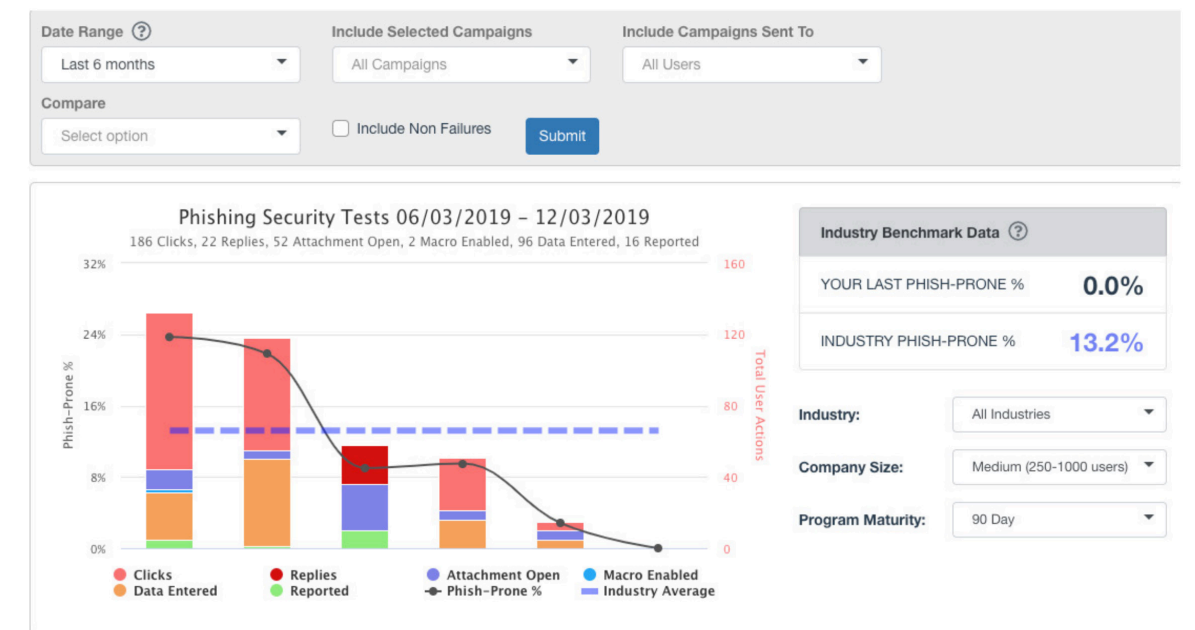 Date Range ?
Include Selected Campaigns
Include Campaigns Sent To
Last 6 months
All Campaigns
All Users
Compare
Select option
Include Non Failures
Submit
Phishing Security Tests 06/03/2019 – 12/03/2019
186 Clicks, 22 Replies, 52 Attachment Open, 2 Macro Enabled, 96 Data Entered, 16 Reported
32%
24%
16%
8%
0%
Phish-Prone %
160
120
80
40
0
Total User Actions
Clicks
Replies
Attachment Open
Macro Enabled
Data Entered
Reported
Phish-Prone %
Industry Average
Industry Benchmark Data ?
YOUR LAST PHISH-PRONE % 0.0%
INDUSTRY PHISH-PRONE % 13.2%
Industry: All Industries
Company Size: Medium (250-1000 users)
Program Maturity: 90 Day